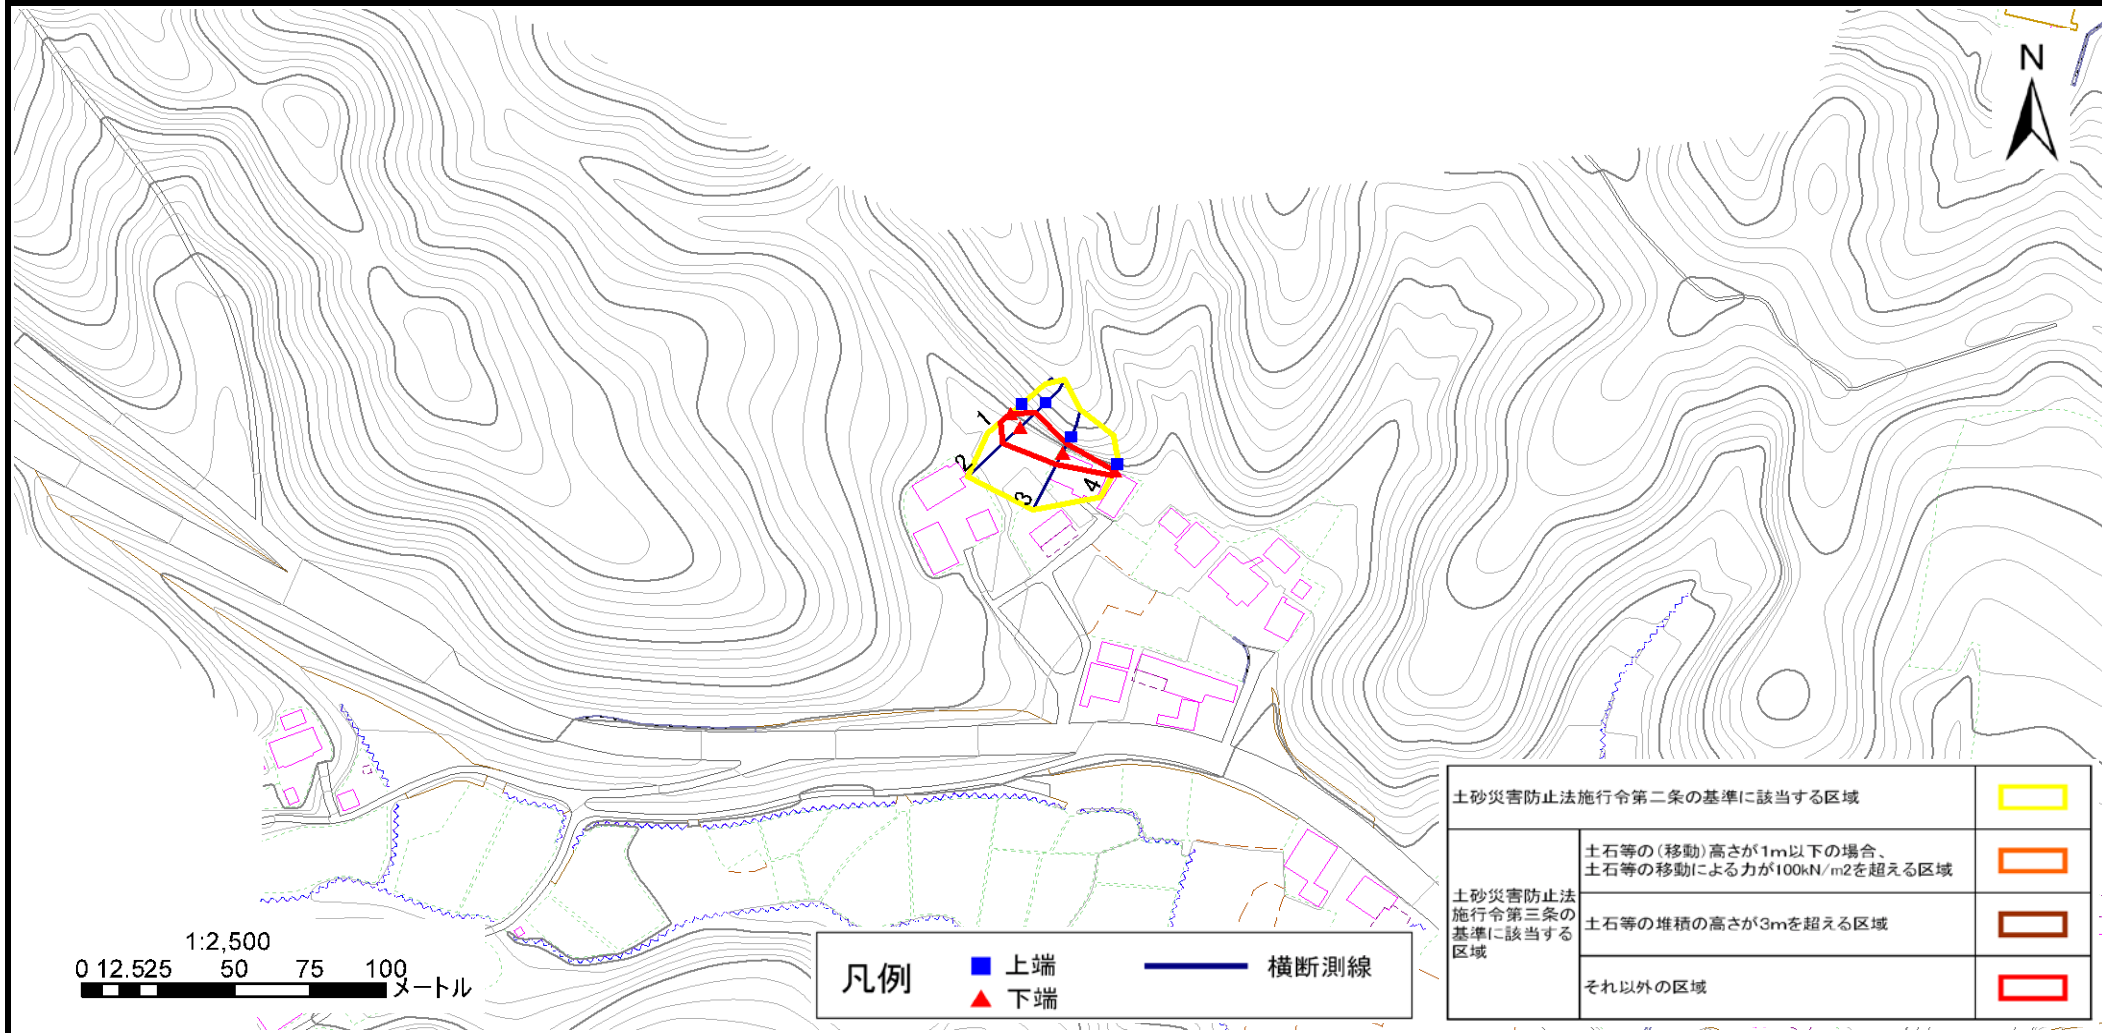 N
1
2
3
4
土砂災害防止法施行令第二条の基準に該当する区域
土砂災害防止法
施行令第三条の
基準に該当する
区域
土石等の(移動)高さが1m以下の場合、
土石等の移動による力が100kN/m2を超える区域
土石等の堆積の高さが3mを超える区域
それ以外の区域
1:2,500
0 12.525 50 75 100
メートル
凡例
上端
下端
横断測線